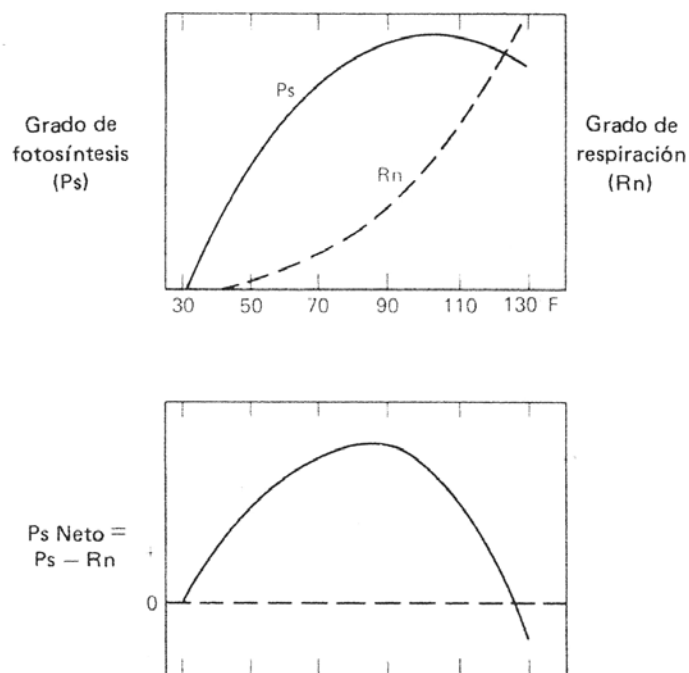 Grado de
fotosíntesis
(Ps)
Ps
Rn
Grado de
respiración
(Rn)
30 50 70 90 110 130 F
Ps Neto =
Ps − Rn
0